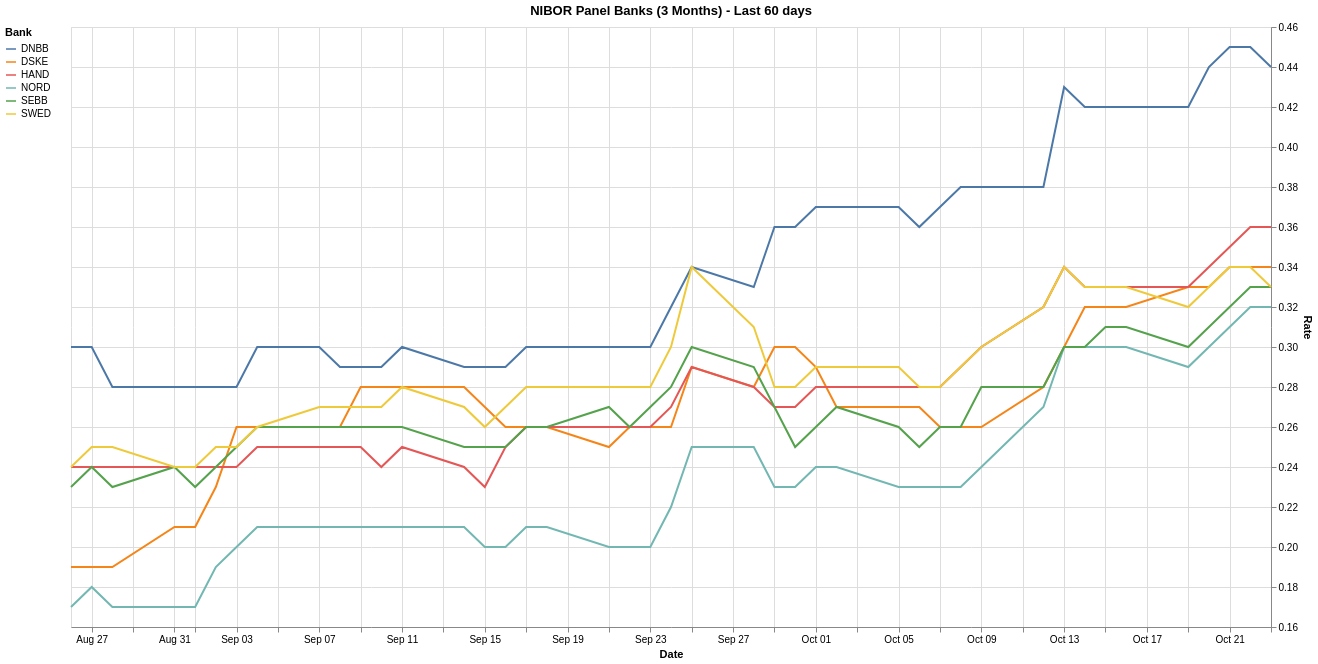 NIBOR Panel Banks (3 Months) - Last 60 days
Bank
DNBB
DSKE
HAND
NORD
SEBB
SWED
0.46
0.44
0.42
0.40
0.38
0.36
0.34
0.32
0.30
0.28
0.26
0.24
0.22
0.20
0.18
0.16
Rate
Aug 27 Aug 31 Sep 03 Sep 07 Sep 11 Sep 15 Sep 19 Sep 23 Sep 27 Oct 01 Oct 05 Oct 09 Oct 13 Oct 17 Oct 21
Date